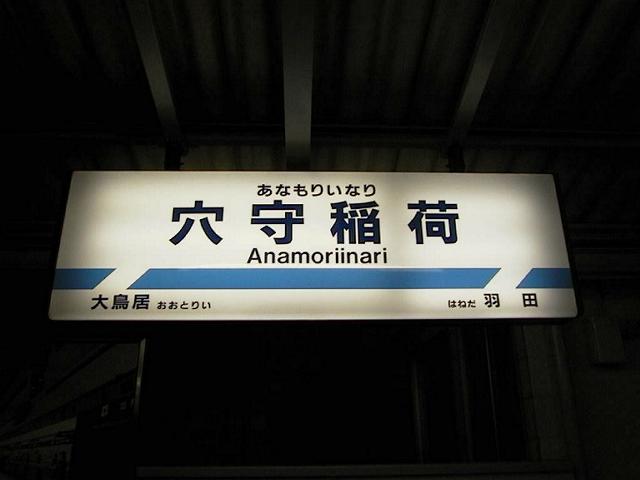 あなもりいなり
穴守稲荷
Anamoriinari
大鳥居 おおとりい
はねだ 羽田